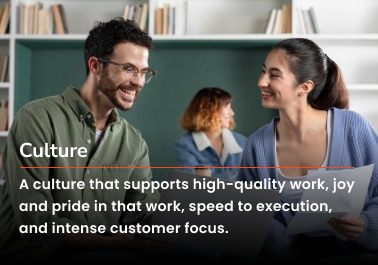 Culture
A culture that supports high-quality work, joy
and pride in that work, speed to execution,
and intense customer focus.